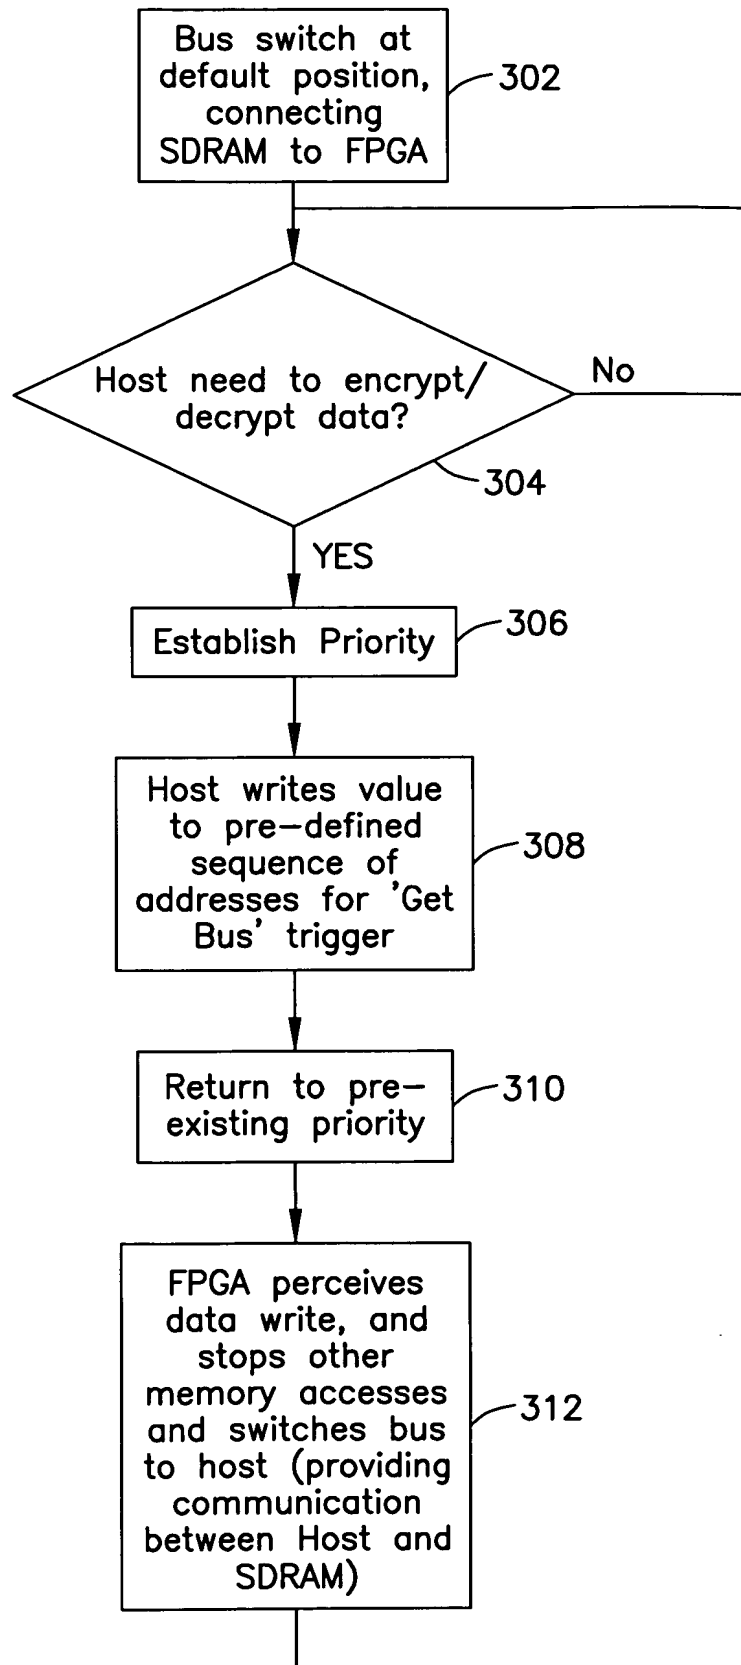 Bus switch at
default position,
connecting
SDRAM to FPGA
302
Host need to encrypt/
decrypt data?
No
304
YES
Establish Priority
306
Host writes value
to pre-defined
sequence of
addresses for 'Get
Bus' trigger
308
Return to pre-
existing priority
310
FPGA perceives
data write, and
stops other
memory accesses
and switches bus
to host (providing
communication
between Host and
SDRAM)
312